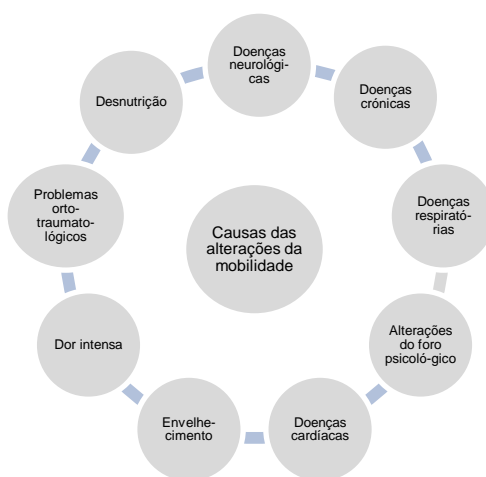 Doenças
neurológi-
cas
Doenças
crónicas
Doenças
respirató-
rias
Alterações
do foro
psicoló-gico
Doenças
cardíacas
Envelhe-
cimento
Dor intensa
Problemas
orto-
traumato-
lógicos
Desnutrição
Causas das
alterações da
mobilidade